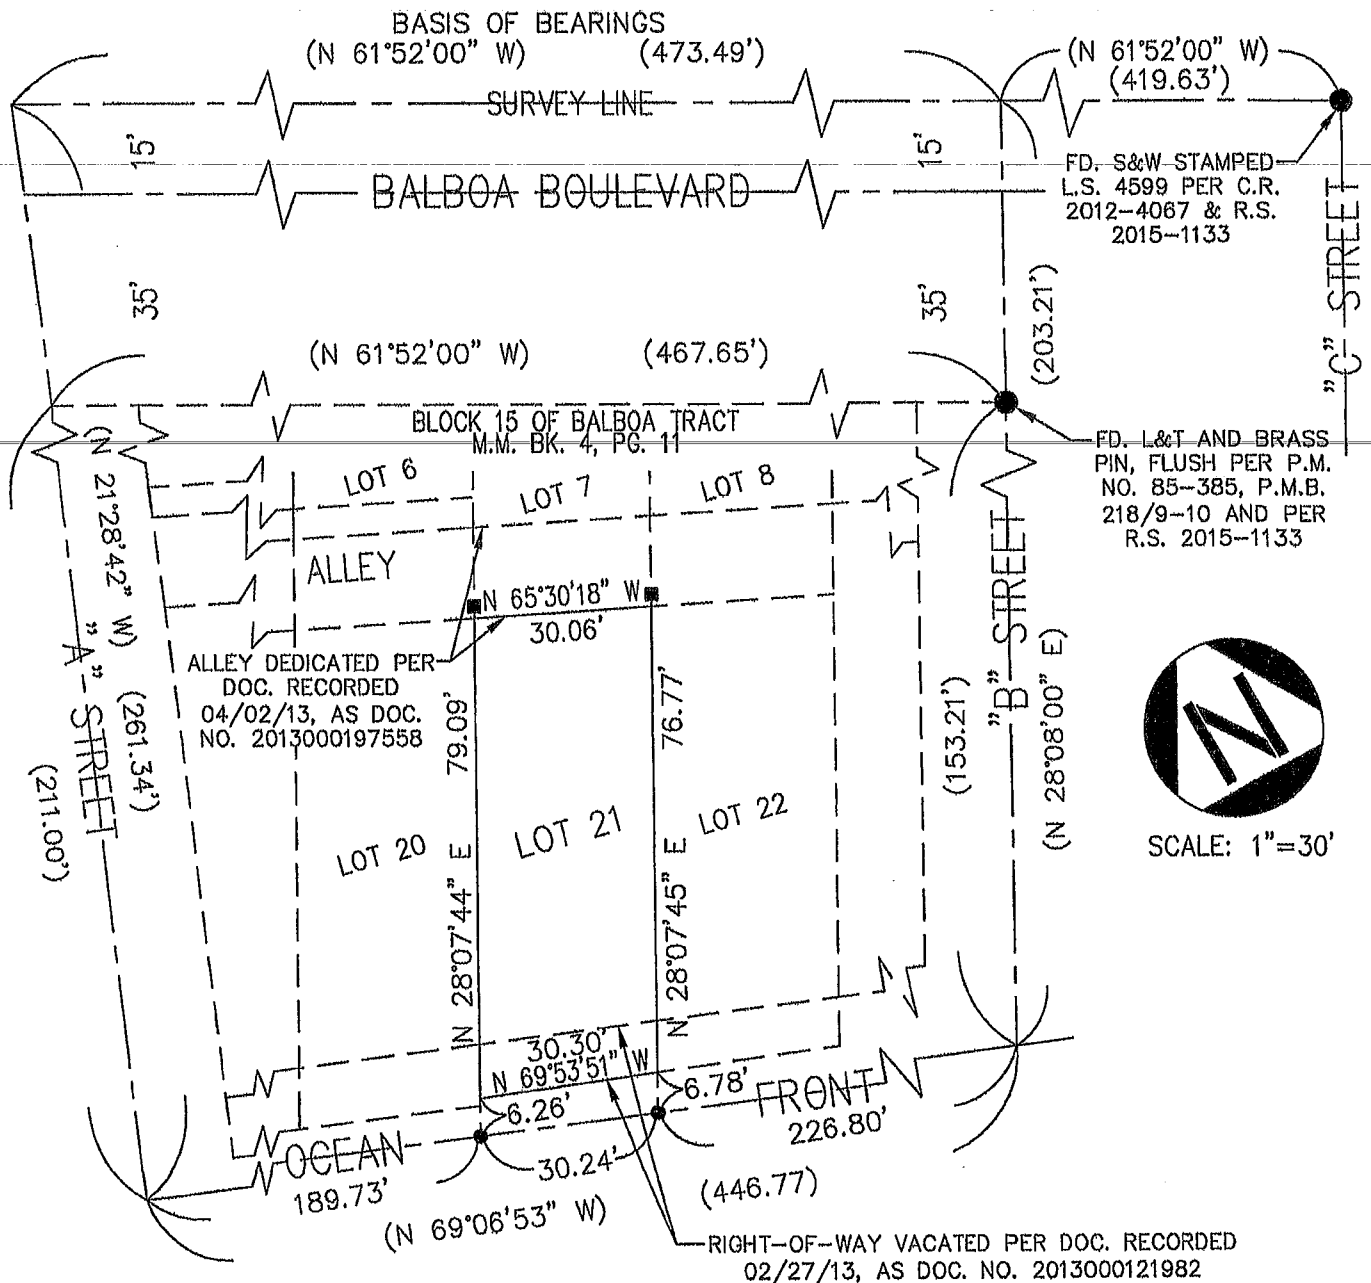 BASIS OF BEARINGS
(N 61°52'00" W) (473.49')
(N 61°52'00" W)
(419.63')
SURVEY LINE
15'
15'
BALBOA BOULEVARD
FD. S&W STAMPED
L.S. 4599 PER C.R.
2012-4067 & R.S.
2015-1133
"C" STREET
35'
35'
(203.21')
(N 61°52'00" W) (467.65')
BLOCK 15 OF BALBOA TRACT
M.M. BK. 4, PG. 11
FD. L&T AND BRASS
PIN, FLUSH PER P.M.
NO. 85-385, P.M.B.
218/9-10 AND PER
R.S. 2015-1133
LOT 6
LOT 7
LOT 8
ALLEY
N 65°30'18" W
30.06'
ALLEY DEDICATED PER
DOC. RECORDED
04/02/13, AS DOC.
NO. 2013000197558
(N 21°28'42" W)
(261.34')
"A" STREET
(211.00')
79.09'
76.77'
(153.21')
"B" STREET
(N 28°08'00" E)
N
SCALE: 1"=30'
LOT 20
LOT 21
LOT 22
N 28°07'44" E
N 28°07'45" E
30.30'
N 69°53'51" W
6.26'
6.78'
OCEAN FRONT
189.73'
30.24'
226.80'
(N 69°06'53" W)
(446.77)
RIGHT-OF-WAY VACATED PER DOC. RECORDED
02/27/13, AS DOC. NO. 2013000121982